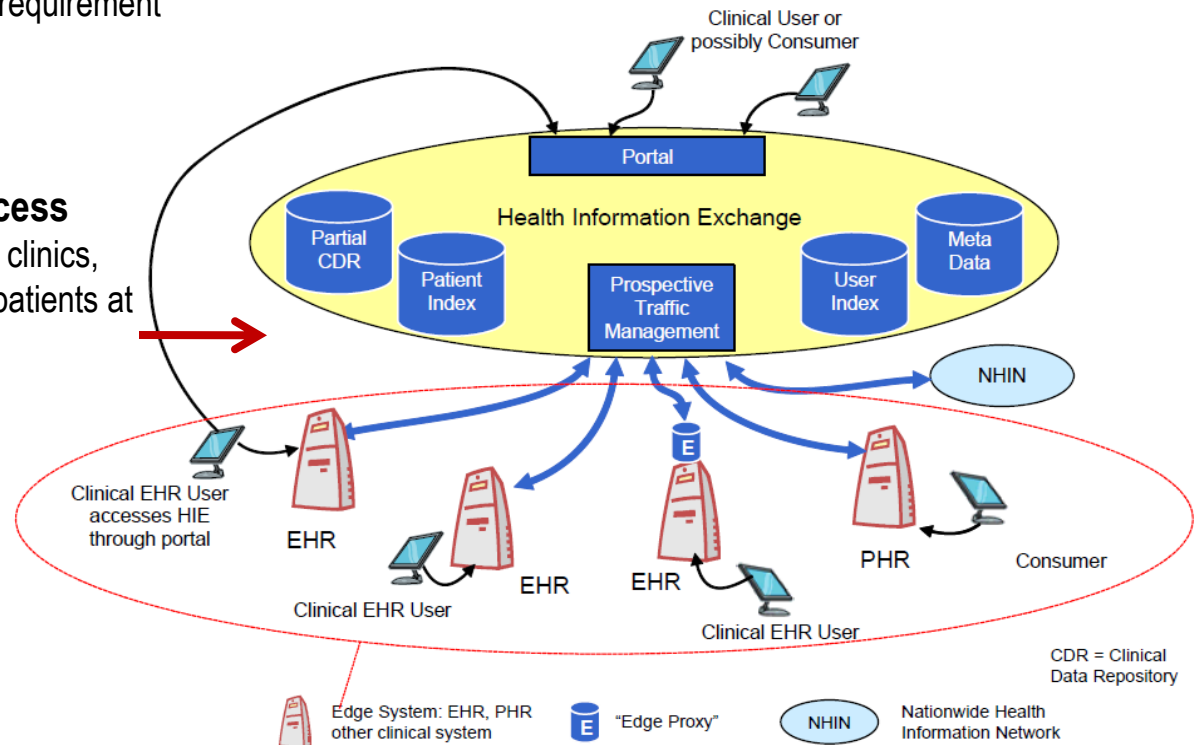 requirement
Clinical User or
possibly Consumer
Portal
Health Information Exchange
cess
clinics,
patients at
Partial
CDR
Patient
Index
Prospective
Traffic
Management
User
Index
Meta
Data
NHIN
E
Clinical EHR User
accesses HIE
through portal
EHR
Clinical EHR User
EHR
EHR
Clinical EHR User
PHR
Consumer
CDR = Clinical
Data Repository
Edge System: EHR, PHR
other clinical system
E
"Edge Proxy"
NHIN
Nationwide Health
Information Network